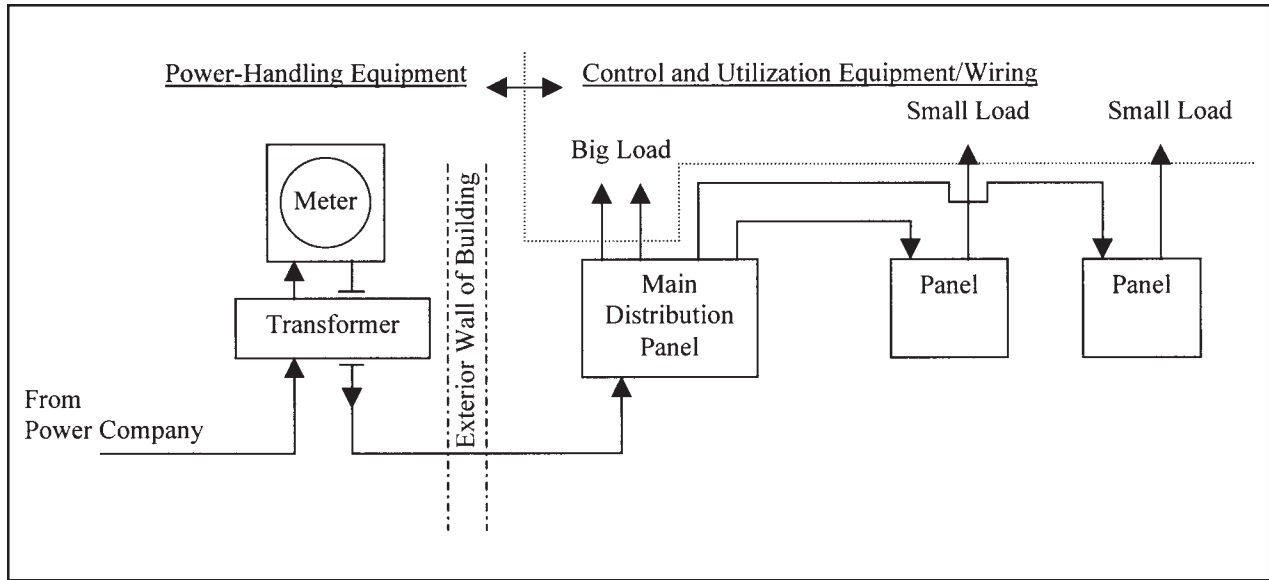 Power-Handling Equipment
Control and Utilization Equipment/Wiring
Small Load
Small Load
Big Load
Meter
Exterior Wall of Building
Transformer
Main
Distribution
Panel
Panel
Panel
From
Power Company